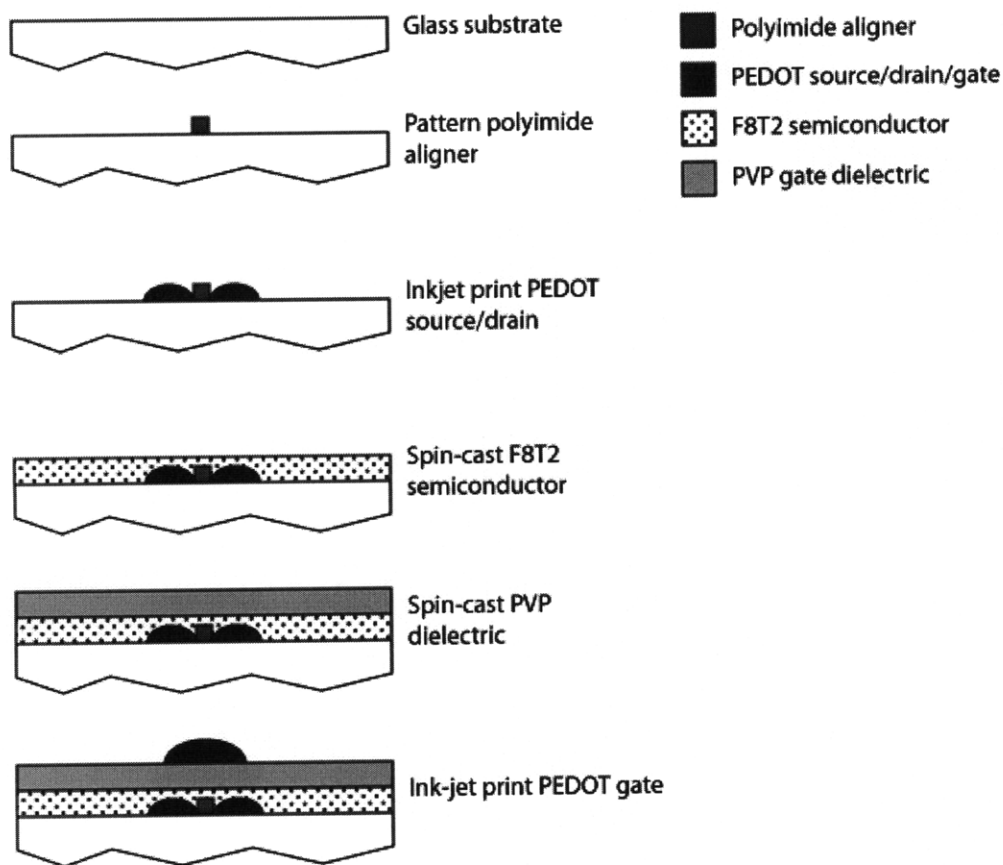 Glass substrate
Pattern polyimide
aligner
Inkjet print PEDOT
source/drain
Spin-cast F8T2
semiconductor
Spin-cast PVP
dielectric
Ink-jet print PEDOT gate
Polyimide aligner
PEDOT source/drain/gate
F8T2 semiconductor
PVP gate dielectric